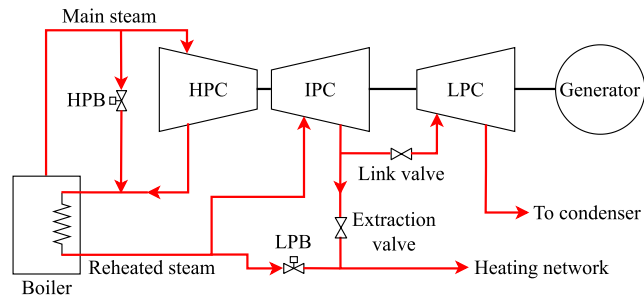 Main steam
HPB
HPC
IPC
LPC
Generator
Link valve
To condenser
Extraction
valve
LPB
Reheated steam
Heating network
Boiler